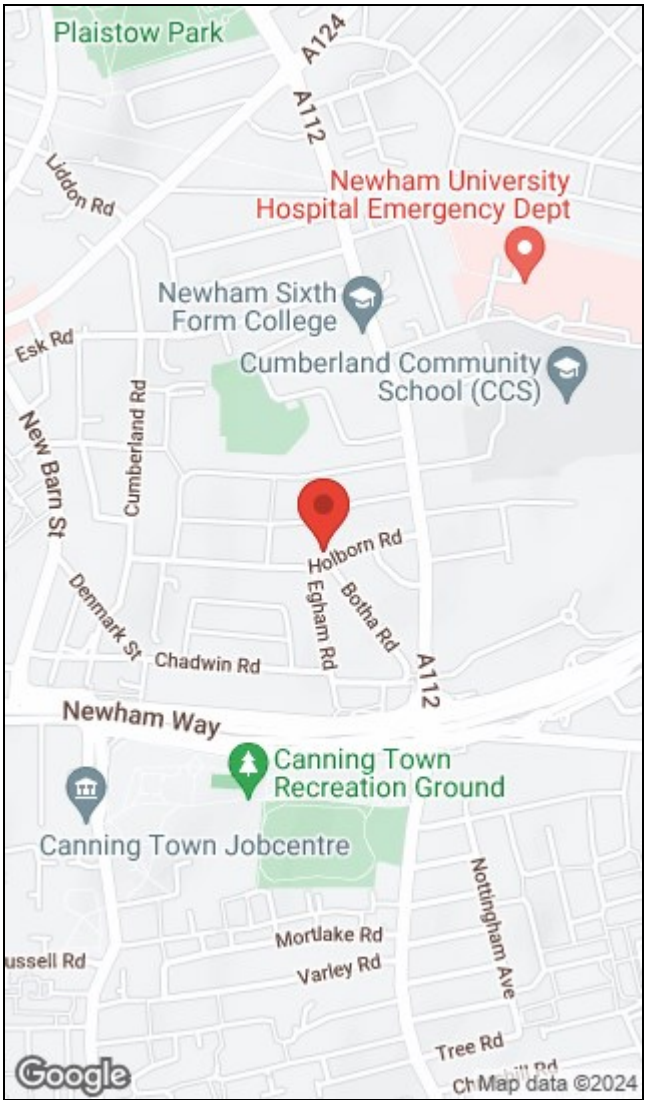 Plaistow Park
A124
A112
Liddon Rd
Newham University
Hospital Emergency Dept
Newham Sixth
Form College
Esk Rd
Cumberland Community
School (CCS)
Cumberland Rd
New Barn St
Holborn Rd
Denmark St
Egham Rd
Botha Rd
Chadwin Rd
A112
Newham Way
Canning Town
Recreation Ground
Canning Town Jobcentre
Nottingham Ave
Mortlake Rd
ussell Rd
Varley Rd
Tree Rd
Rd
Google
Map data ©2024